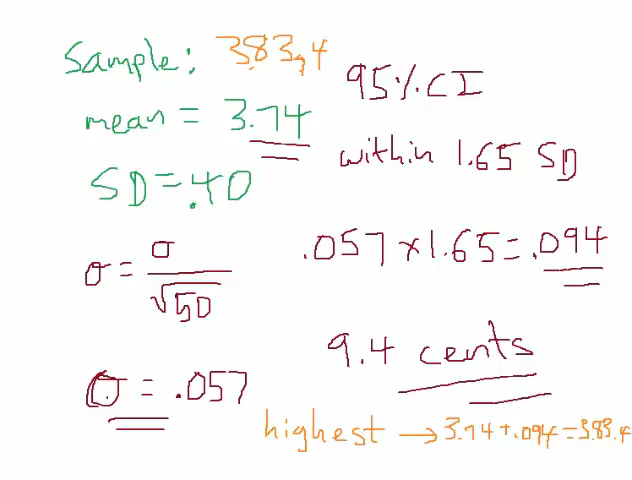 Sample: 3.83,4
mean = 3.74
SD = .40
σ = σ / √50
σ = .057
95% CI
within 1.65 SD
.057 x 1.65 = .094
9.4 cents
highest → 3.74 + .094 = 3.83.4